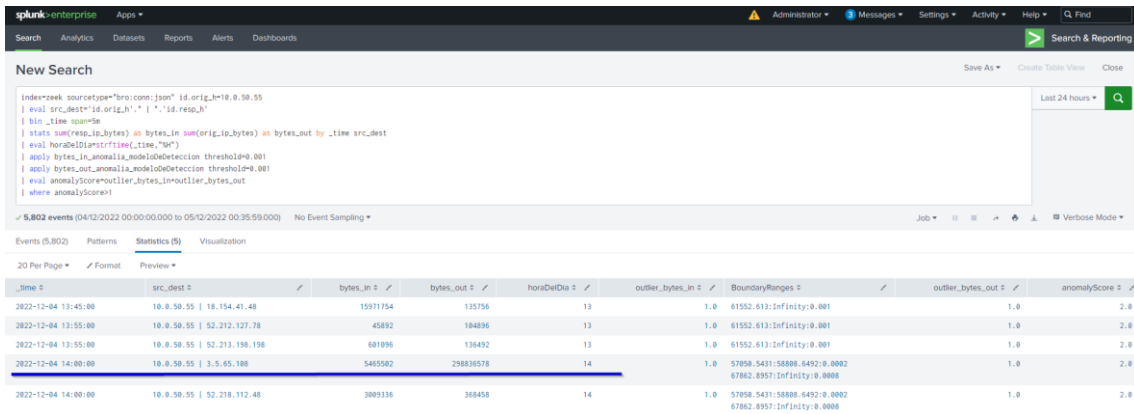 splunk>enterprise Apps ▾ Administrator ▾ 3 Messages ▾ Settings ▾ Activity ▾ Help ▾ Find
Search Analytics Datasets Reports Alerts Dashboards Search & Reporting
New Search Save As ▾ Create Table View Close
index=zeek sourcetype="bro:conn:json" id.orig_h=10.0.50.55 Last 24 hours ▾
| eval src_dest='id.orig_h'." | ".'id.resp_h'
| bin _time span=5m
| stats sum(resp_ip_bytes) as bytes_in sum(orig_ip_bytes) as bytes_out by _time src_dest
| eval horaDelDia=strftime(_time,"%H")
| apply bytes_in_anomalia_modeloDeDeteccion threshold=0.001
| apply bytes_out_anomalia_modeloDeDeteccion threshold=0.001
| eval anomalyScore=outlier_bytes_in+outlier_bytes_out
| where anomalyScore>1
✓ 5,802 events (04/12/2022 00:00:00.000 to 05/12/2022 00:35:59.000) No Event Sampling ▾ Job ▾ Verbose Mode ▾
Events (5,802) Patterns Statistics (5) Visualization
20 Per Page ▾ Format Preview ▾
_time src_dest bytes_in bytes_out horaDelDia outlier_bytes_in BoundaryRanges outlier_bytes_out anomalyScore
2022-12-04 13:45:00 10.0.50.55 | 18.154.41.48 15971754 135756 13 1.0 61552.613:Infinity:0.001 1.0 2.0
2022-12-04 13:55:00 10.0.50.55 | 52.212.127.78 45892 104896 13 1.0 61552.613:Infinity:0.001 1.0 2.0
2022-12-04 13:55:00 10.0.50.55 | 52.213.198.198 601096 136492 13 1.0 61552.613:Infinity:0.001 1.0 2.0
2022-12-04 14:00:00 10.0.50.55 | 3.5.65.108 5465502 298836578 14 1.0 57050.5431:58808.6492:0.0002 1.0 2.0
67862.8957:Infinity:0.0008
2022-12-04 14:00:00 10.0.50.55 | 52.218.112.48 3009336 368458 14 1.0 57050.5431:58808.6492:0.0002 1.0 2.0
67862.8957:Infinity:0.0008